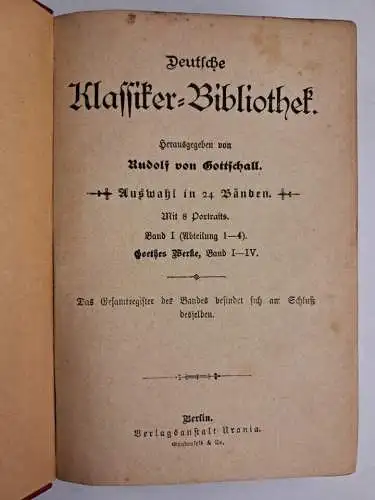 Deutsche
Klassiker-Bibliothek.
Herausgegeben von
Rudolf von Gottschall.
Auswahl in 24 Bänden.
Mit 8 Portraits.
Band I (Abteilung 1—4).
Goethes Werke, Band I—IV.
Das Gesamtregister des Bandes befindet sich am Schluß
desselben.
Berlin.
Verlagsanstalt Urania.
& Co.